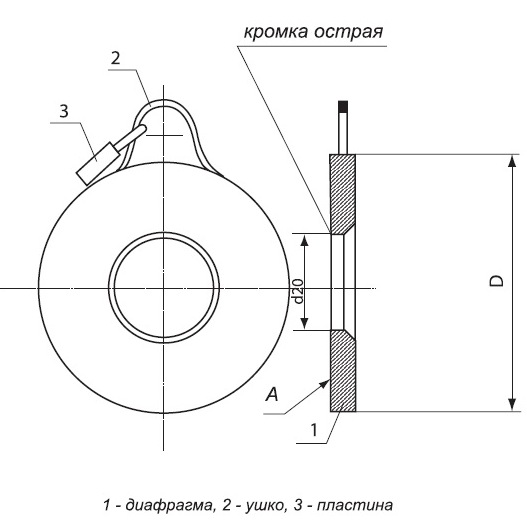 кромка острая
2
3
d20
D
A
1
1 - диафрагма, 2 - ушко, 3 - пластина